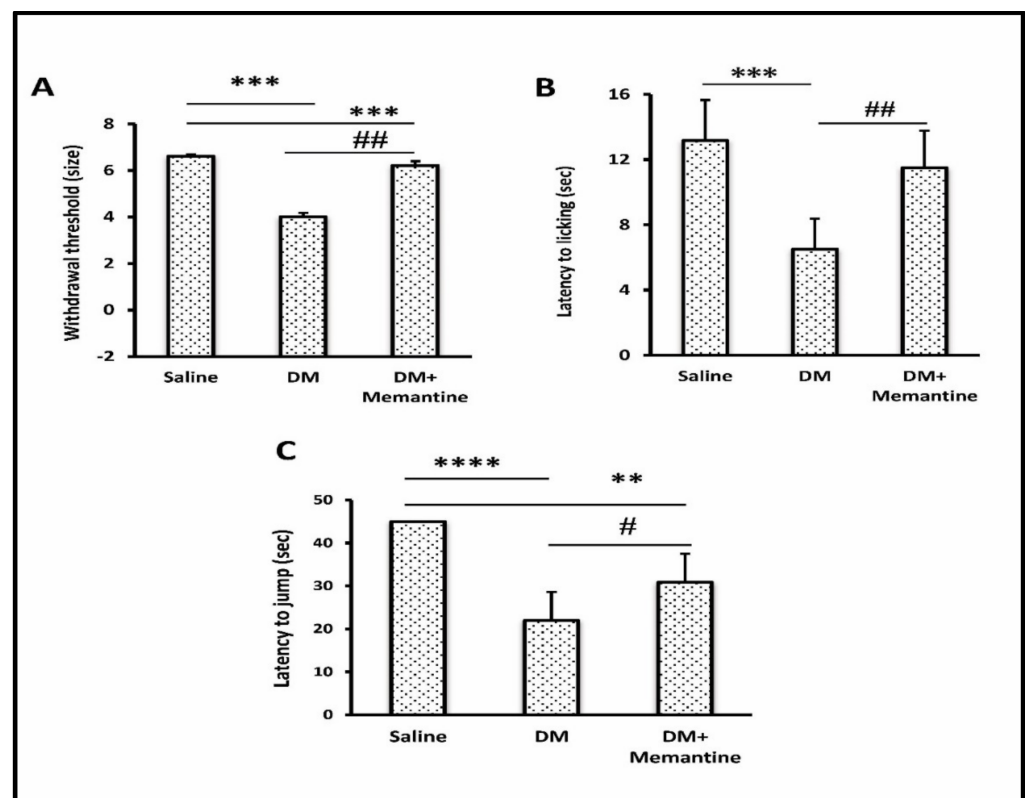 A
***
***
##
Withdrawal threshold (size)
8
6
4
2
0
-2
Saline
DM
DM+
Memantine
B
***
##
Latency to licking (sec)
16
12
8
4
0
Saline
DM
DM+
Memantine
C
****
**
#
Latency to jump (sec)
50
40
30
20
10
0
Saline
DM
DM+
Memantine